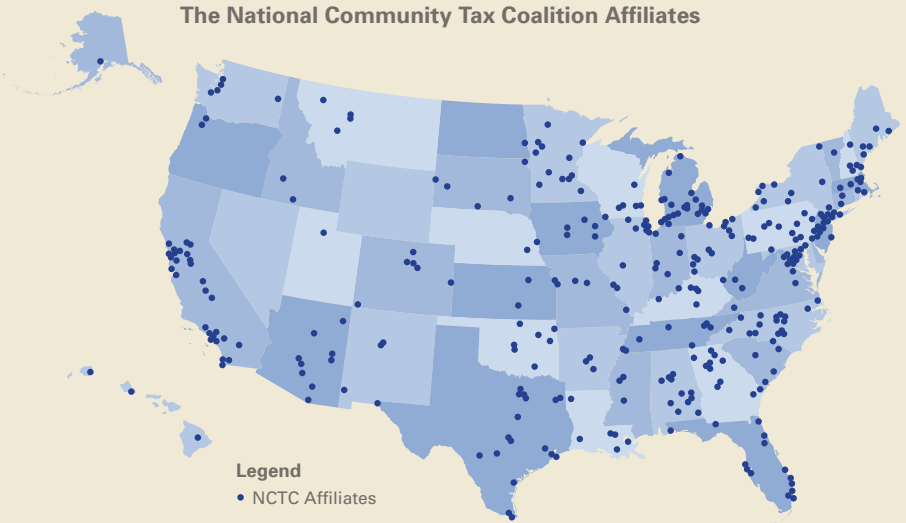 The National Community Tax Coalition Affiliates
Legend
NCTC Affiliates